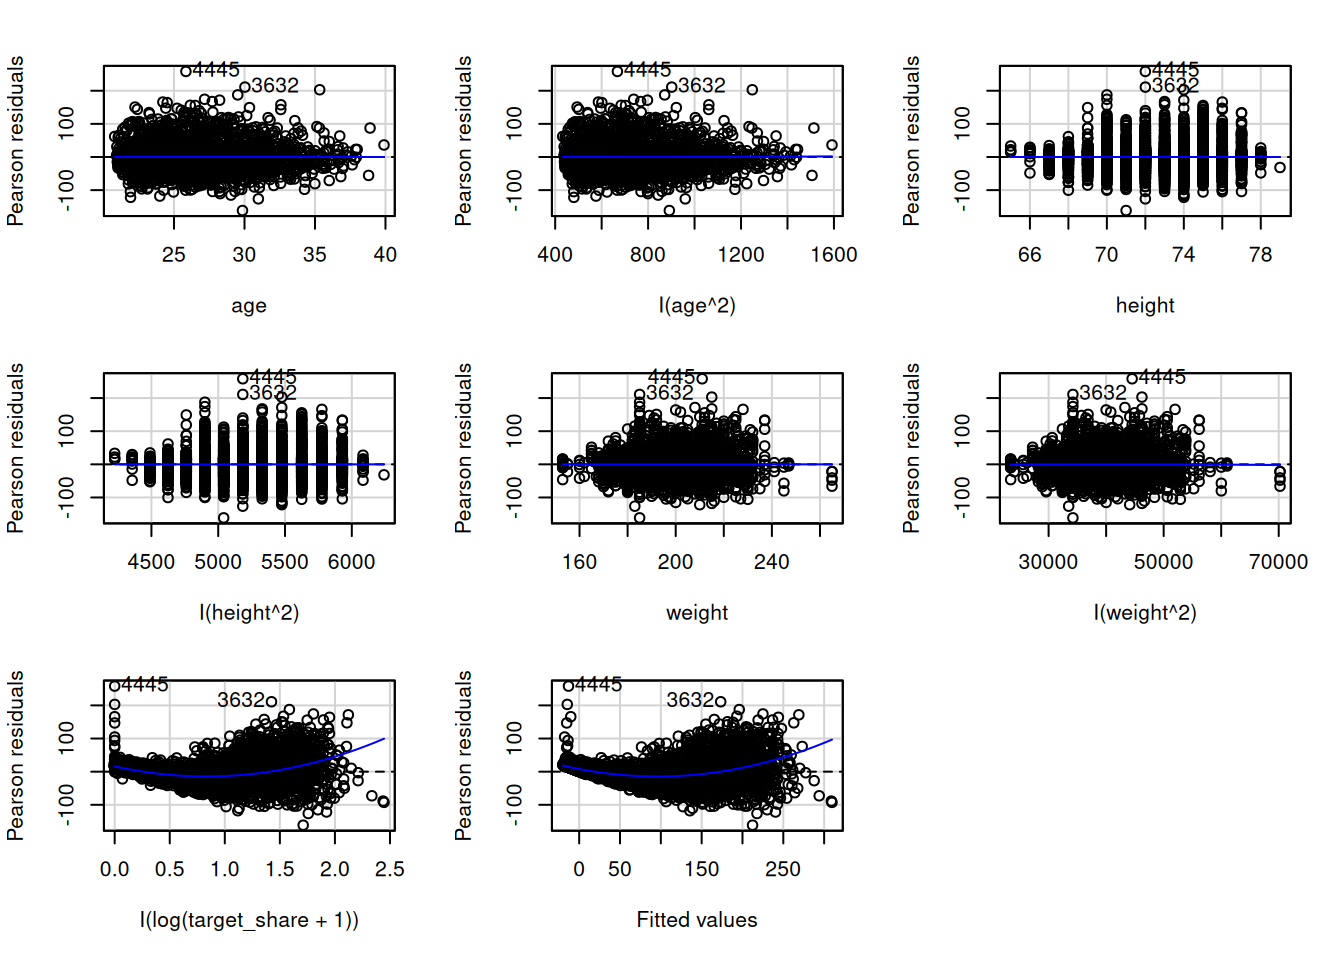 Pearson residuals
100
-100
4445
3632
25 30 35 40
age
Pearson residuals
100
-100
4445
3632
400 800 1200 1600
I(age^2)
Pearson residuals
100
-100
4445
3632
66 70 74 78
height
Pearson residuals
100
-100
4445
3632
4500 5000 5500 6000
I(height^2)
Pearson residuals
100
-100
4445
3632
160 200 240
weight
Pearson residuals
100
-100
4445
3632
30000 50000 70000
I(weight^2)
Pearson residuals
100
-100
4445
3632
0.0 0.5 1.0 1.5 2.0 2.5
I(log(target_share + 1))
Pearson residuals
100
-100
4445
3632
0 50 150 250
Fitted values